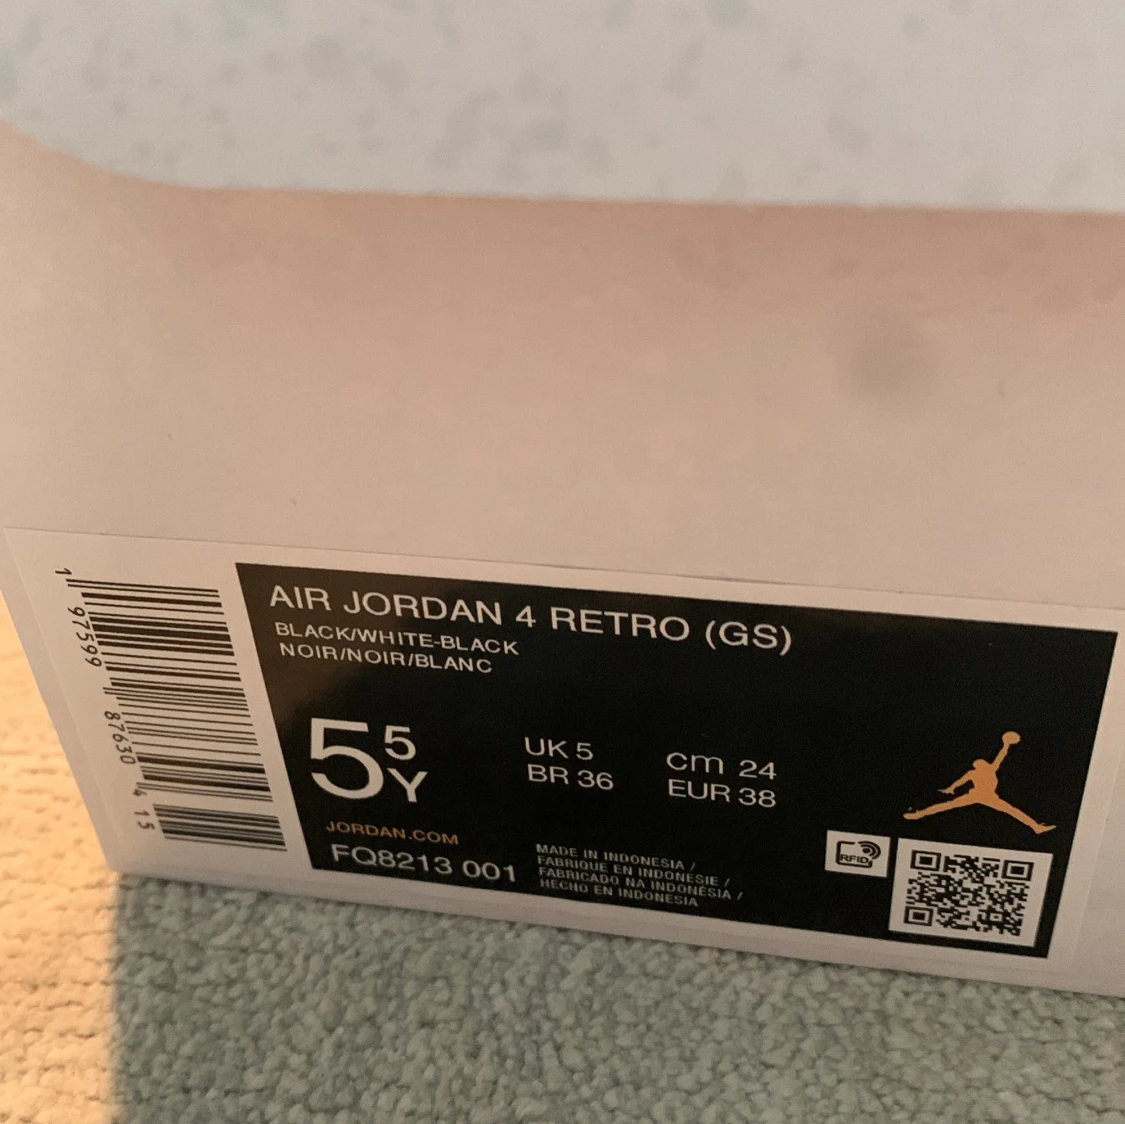 AIR JORDAN 4 RETRO (GS)
BLACK/WHITE-BLACK
NOIR/NOIR/BLANC
5 5 Y
UK 5
BR 36
cm 24
EUR 38
JORDAN.COM
FQ8213 001
MADE IN INDONESIA /
FABRIQUE EN INDONESIE /
FABRICADO NA INDONÉSIA /
HECHO EN INDONESIA
RFID
1 97599 87630 4 15